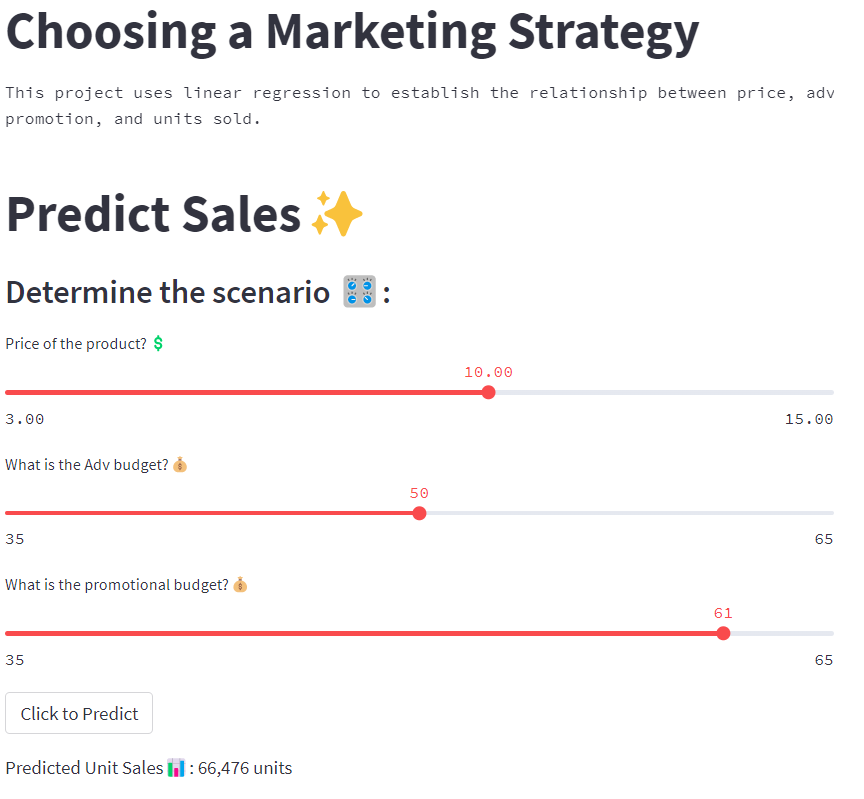 Choosing a Marketing Strategy
This project uses linear regression to establish the relationship between price, adv
promotion, and units sold.
Predict Sales ✨
Determine the scenario 🎛️ :
Price of the product? 💲
10.00
3.00 15.00
What is the Adv budget? 💰
50
35 65
What is the promotional budget? 💰
61
35 65
Click to Predict
Predicted Unit Sales 📊 : 66,476 units